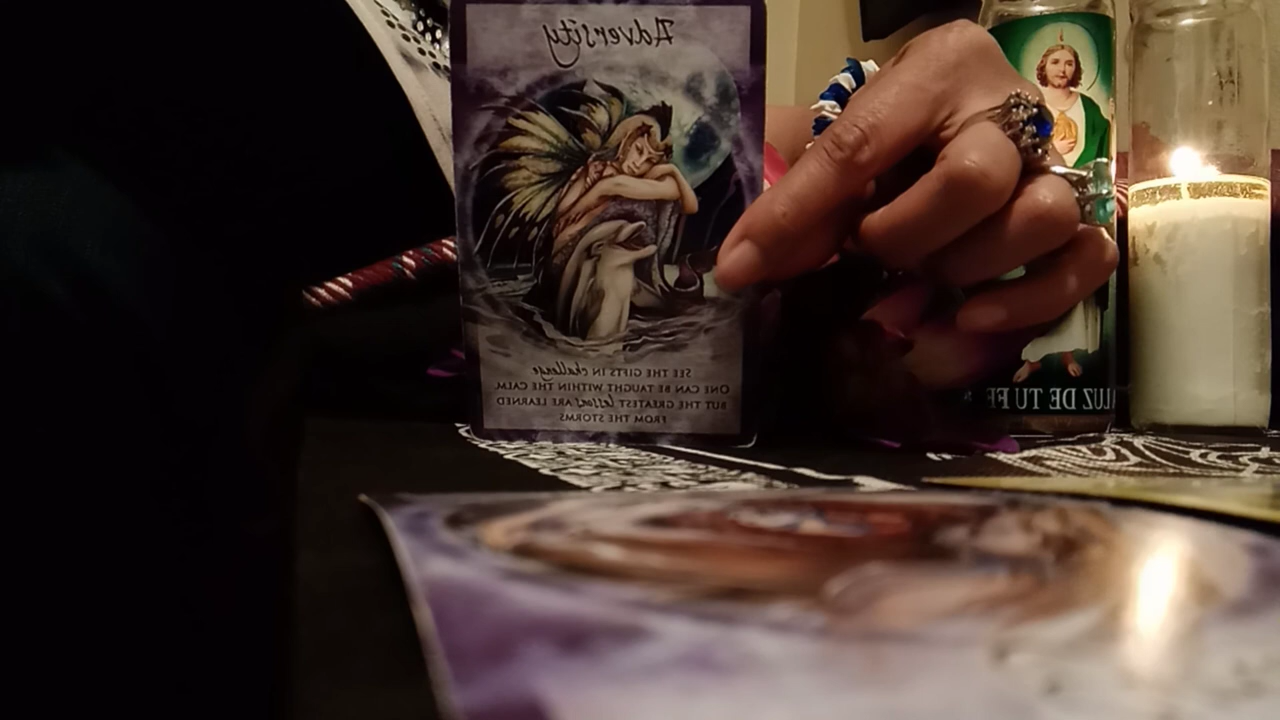 Adversity
SEE THE GIFTS IN challenge
ONE CAN BE TAUGHT WITHIN THE CALM,
BUT THE GREATEST lessons ARE LEARNED
FROM THE STORMS
LUZ DE TU FE